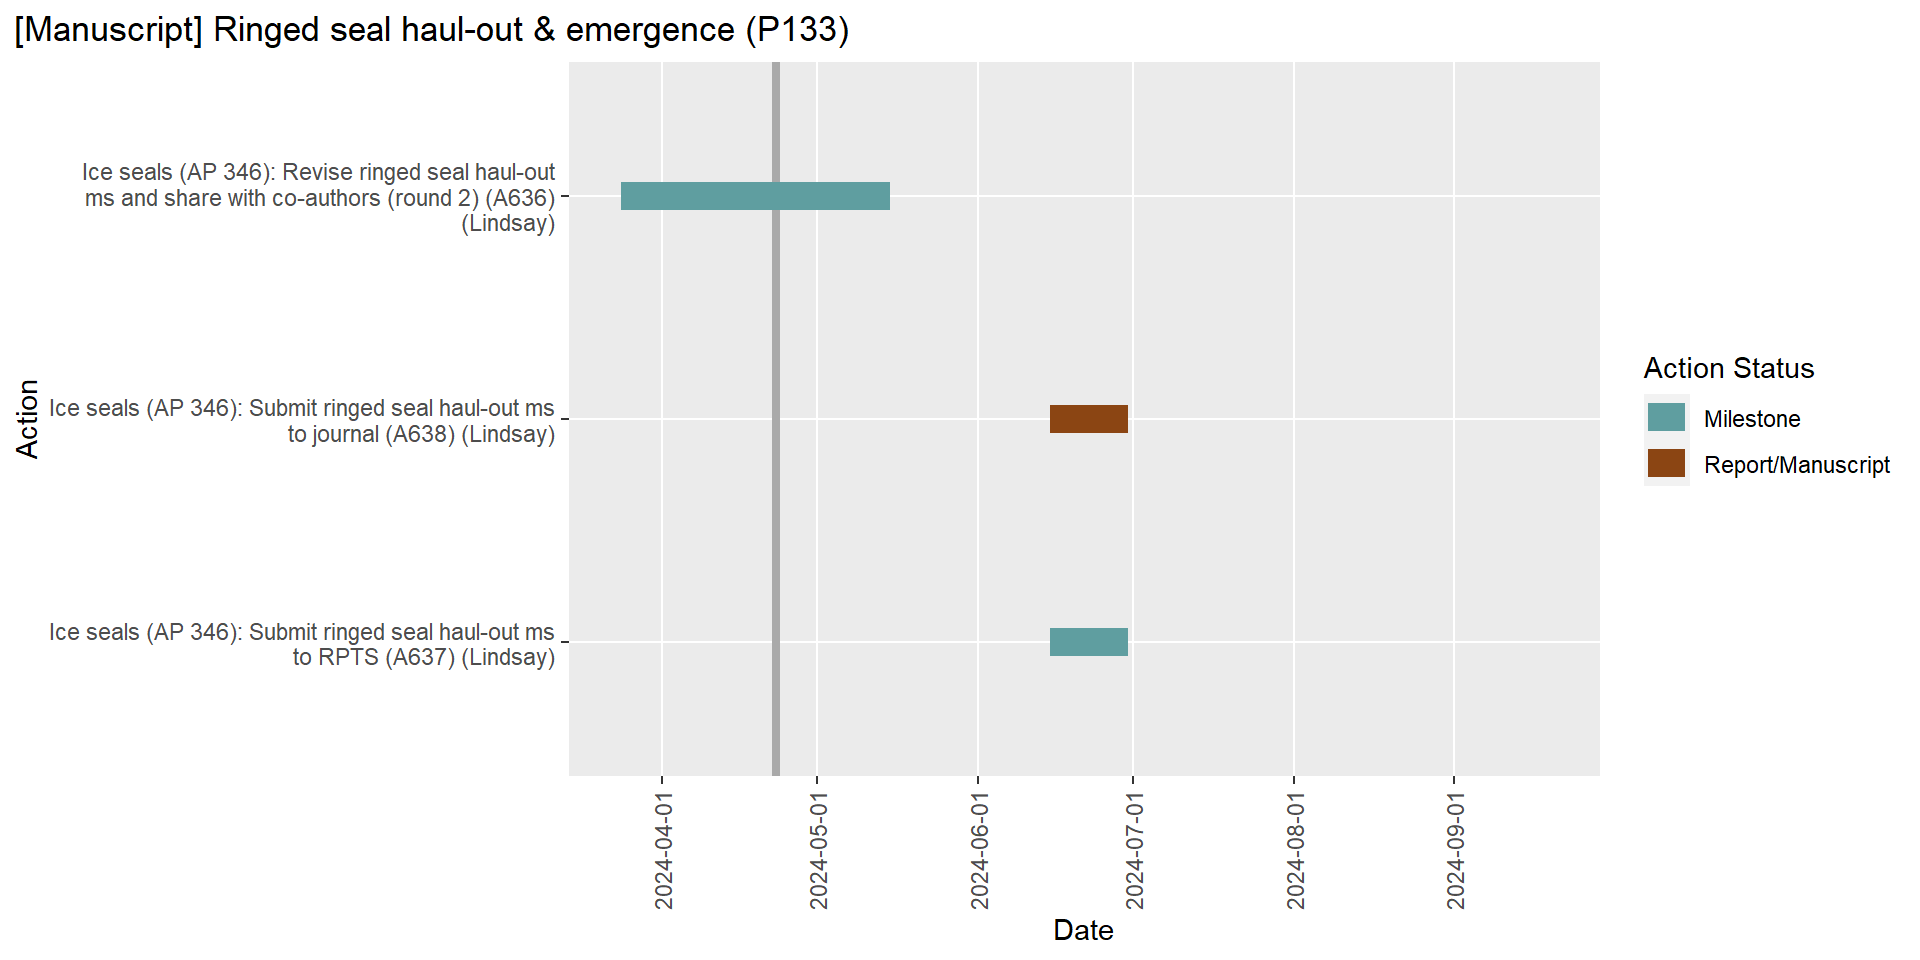 [Manuscript] Ringed seal haul-out & emergence (P133)
Ice seals (AP 346): Revise ringed seal haul-out
ms and share with co-authors (round 2) (A636)
(Lindsay)
Ice seals (AP 346): Submit ringed seal haul-out ms
to journal (A638) (Lindsay)
Ice seals (AP 346): Submit ringed seal haul-out ms
to RPTS (A637) (Lindsay)
Action
2024-04-01
2024-05-01
2024-06-01
2024-07-01
2024-08-01
2024-09-01
Date
Action Status
Milestone
Report/Manuscript